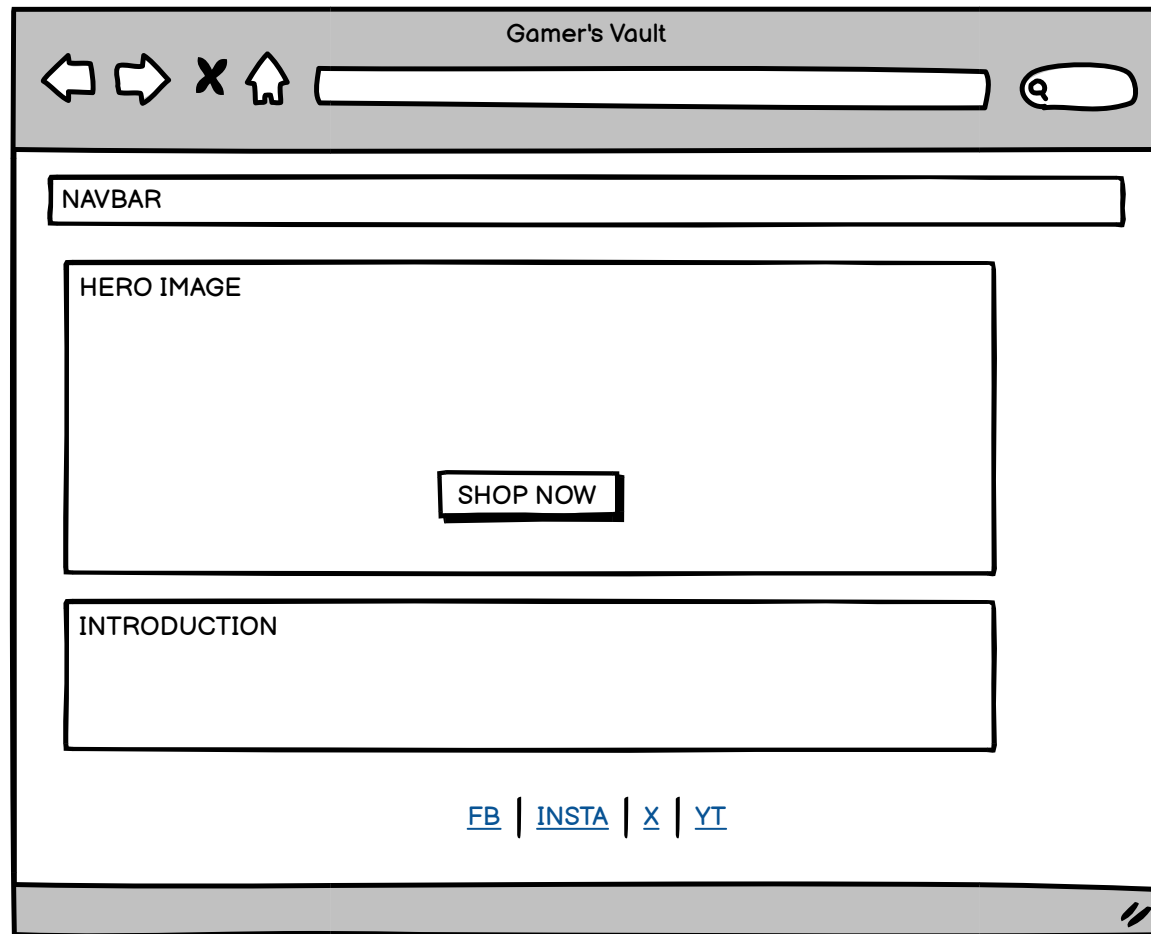 Gamer's Vault
NAVBAR
HERO IMAGE
SHOP NOW
INTRODUCTION
FB | INSTA | X | YT